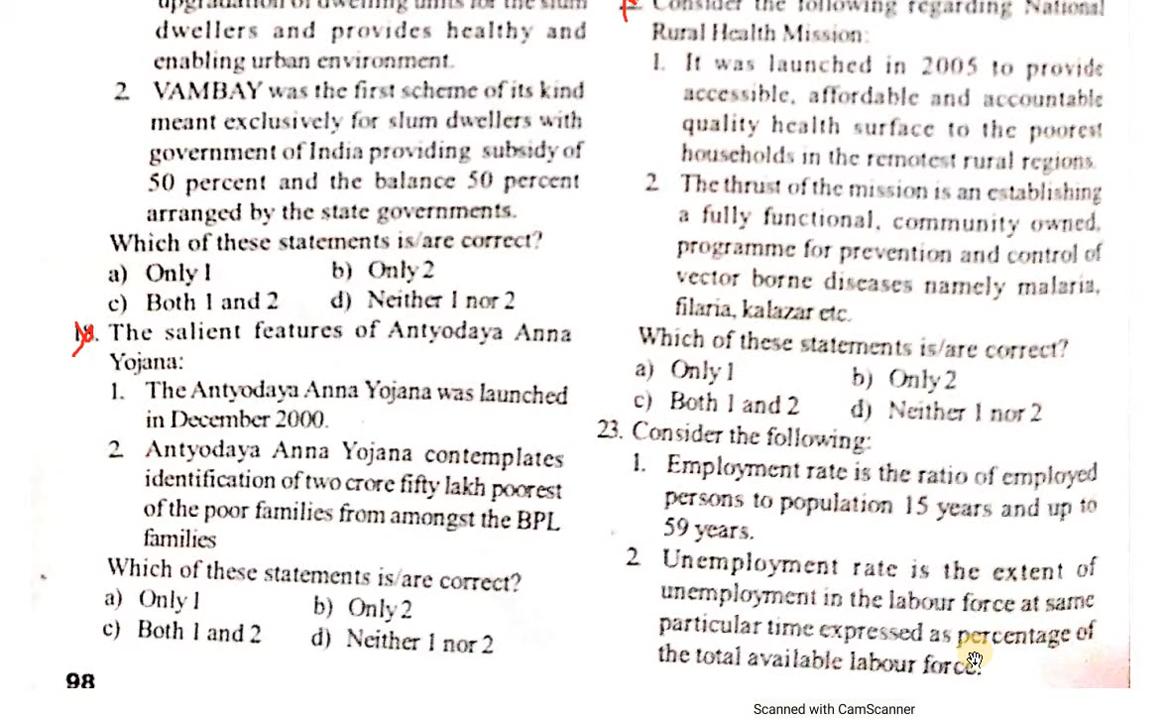 upgradation of dwelling units for the slum
dwellers and provides healthy and
enabling urban environment.
2. VAMBAY was the first scheme of its kind
meant exclusively for slum dwellers with
government of India providing subsidy of
50 percent and the balance 50 percent
arranged by the state governments.
Which of these statements is/are correct?
a) Only 1 b) Only 2
c) Both 1 and 2 d) Neither 1 nor 2
The salient features of Antyodaya Anna
Yojana:
1. The Antyodaya Anna Yojana was launched
in December 2000.
2. Antyodaya Anna Yojana contemplates
identification of two crore fifty lakh poorest
of the poor families from amongst the BPL
families
Which of these statements is/are correct?
a) Only 1 b) Only 2
c) Both 1 and 2 d) Neither 1 nor 2
98
Consider the following regarding National
Rural Health Mission:
1. It was launched in 2005 to provide
accessible, affordable and accountable
quality health surface to the poorest
households in the remotest rural regions.
2. The thrust of the mission is an establishing
a fully functional, community owned,
programme for prevention and control of
vector borne diseases namely malaria,
filaria, kalazar etc.
Which of these statements is/are correct?
a) Only 1 b) Only 2
c) Both 1 and 2 d) Neither 1 nor 2
23. Consider the following:
1. Employment rate is the ratio of employed
persons to population 15 years and up to
59 years.
2. Unemployment rate is the extent of
unemployment in the labour force at same
particular time expressed as percentage of
the total available labour force.
Scanned with CamScanner